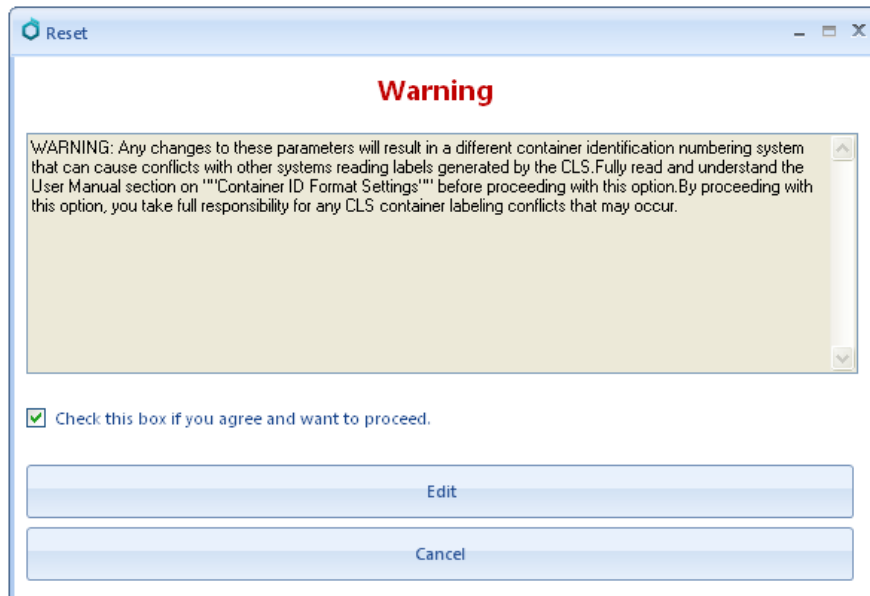 Reset
Warning
WARNING: Any changes to these parameters will result in a different container identification numbering system
that can cause conflicts with other systems reading labels generated by the CLS.Fully read and understand the
User Manual section on ""Container ID Format Settings"" before proceeding with this option.By proceeding with
this option, you take full responsibility for any CLS container labeling conflicts that may occur.
Check this box if you agree and want to proceed.
Edit
Cancel